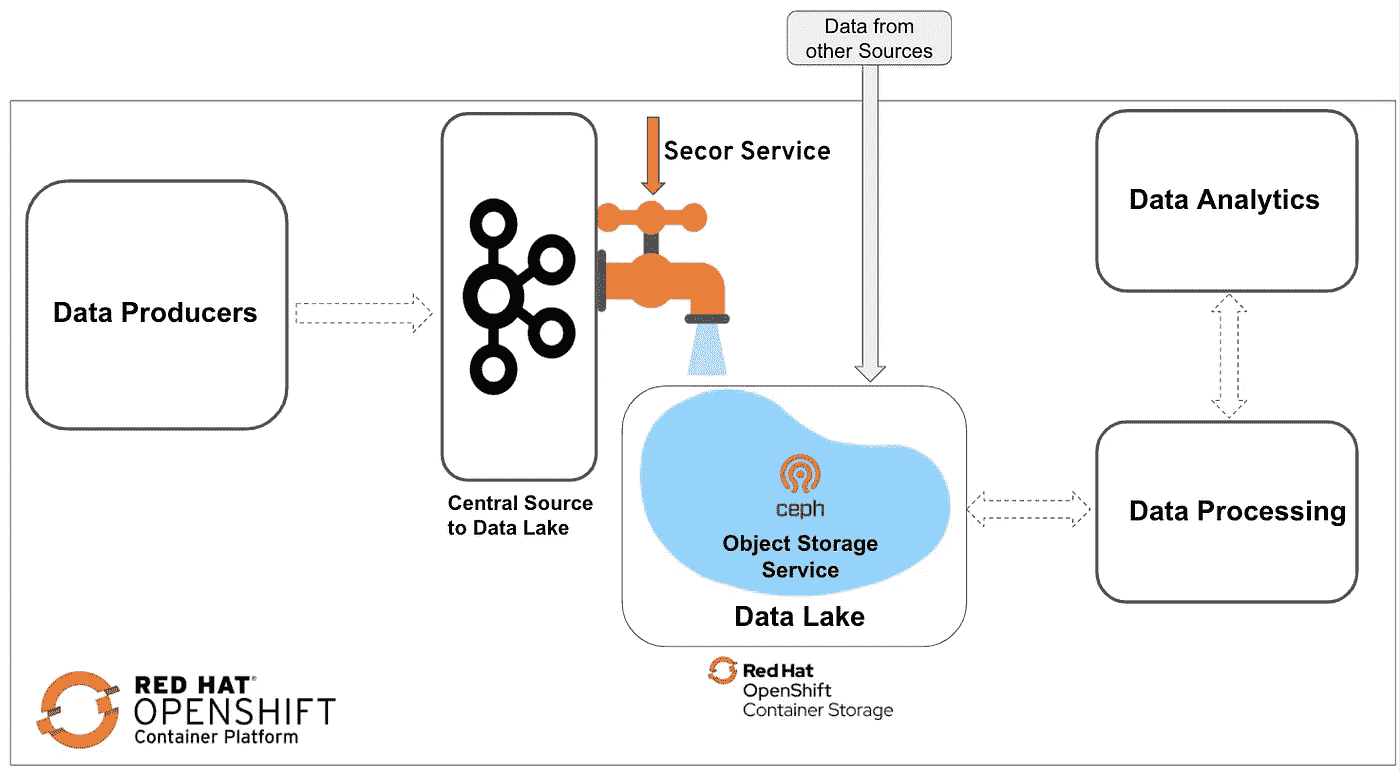 Data from
other Sources
Secor Service
Data Analytics
Data Producers
Central Source
to Data Lake
ceph
Object Storage
Service
Data Lake
Data Processing
Red Hat
OpenShift
Container Storage
RED HAT®
OPENSHIFT
Container Platform